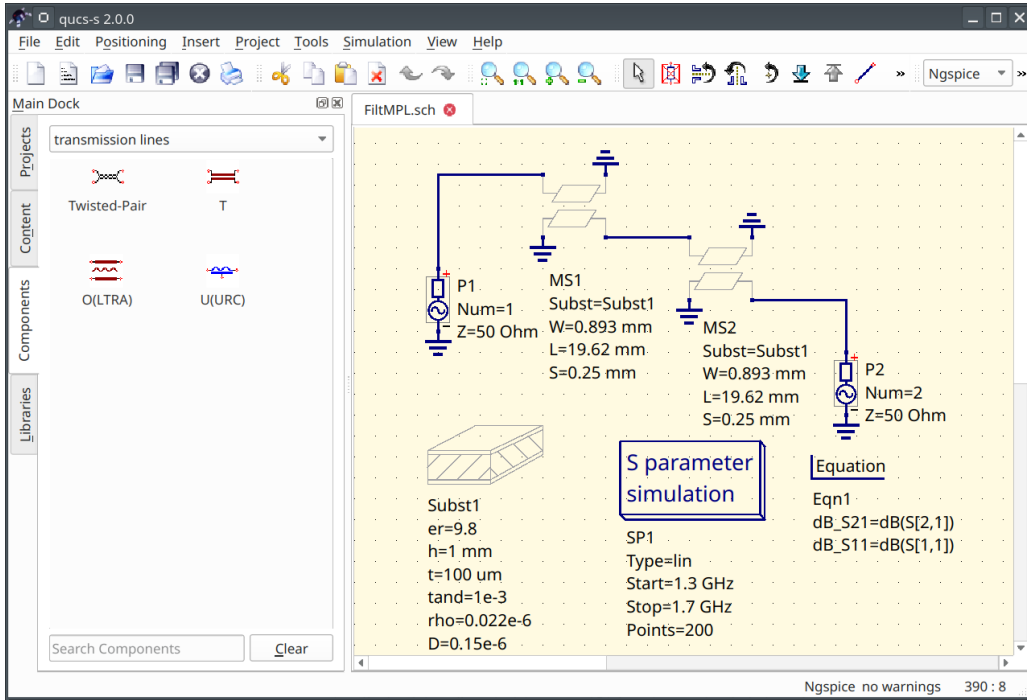 qucs-s 2.0.0
File Edit Positioning Insert Project Tools Simulation View Help
» Ngspice »
Main Dock
FiltMPL.sch
Projects
Content
Components
Libraries
transmission lines
Twisted-Pair
T
O(LTRA)
U(URC)
Search Components
Clear
P1
Num=1
Z=50 Ohm
MS1
Subst=Subst1
W=0.893 mm
L=19.62 mm
S=0.25 mm
MS2
Subst=Subst1
W=0.893 mm
L=19.62 mm
S=0.25 mm
P2
Num=2
Z=50 Ohm
Subst1
er=9.8
h=1 mm
t=100 um
tand=1e-3
rho=0.022e-6
D=0.15e-6
S parameter
simulation
SP1
Type=lin
Start=1.3 GHz
Stop=1.7 GHz
Points=200
Equation
Eqn1
dB_S21=dB(S[2,1])
dB_S11=dB(S[1,1])
Ngspice no warnings 390 : 8